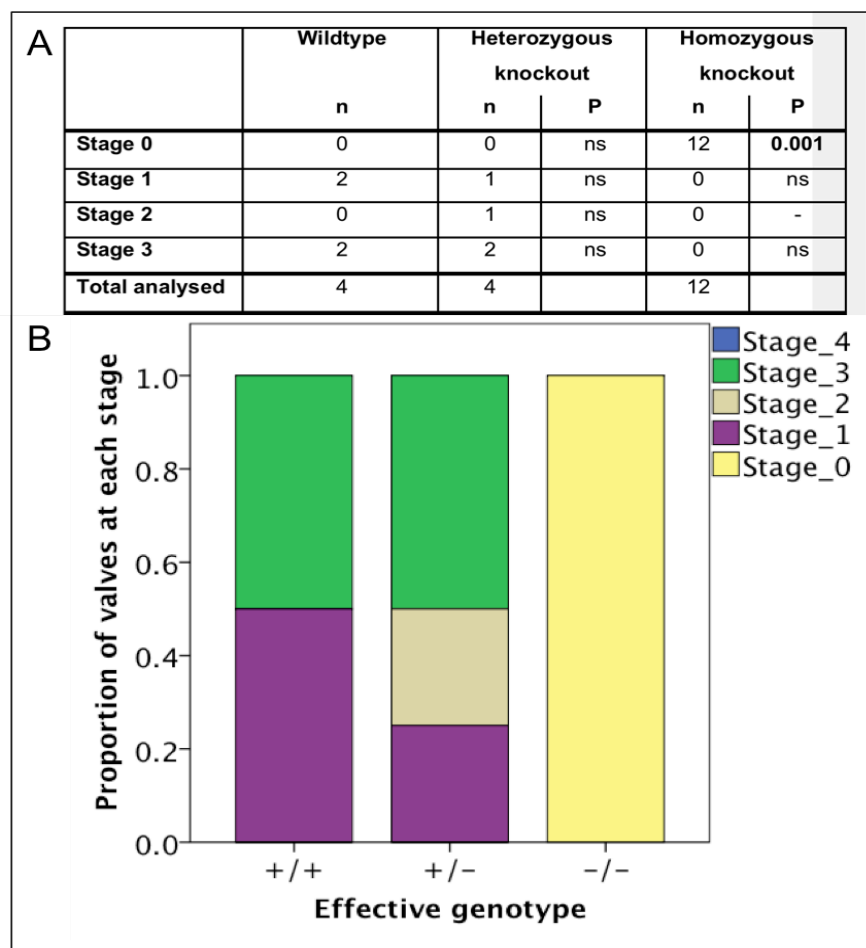 A
Wildtype Heterozygous Homozygous
knockout knockout
n n P n P
Stage 0 0 0 ns 12 0.001
Stage 1 2 1 ns 0 ns
Stage 2 0 1 ns 0 -
Stage 3 2 2 ns 0 ns
Total analysed 4 4 12
B
Proportion of valves at each stage
1.0
0.8
0.6
0.4
0.2
0.0
+/+ +/- -/-
Effective genotype
Stage_4
Stage_3
Stage_2
Stage_1
Stage_0